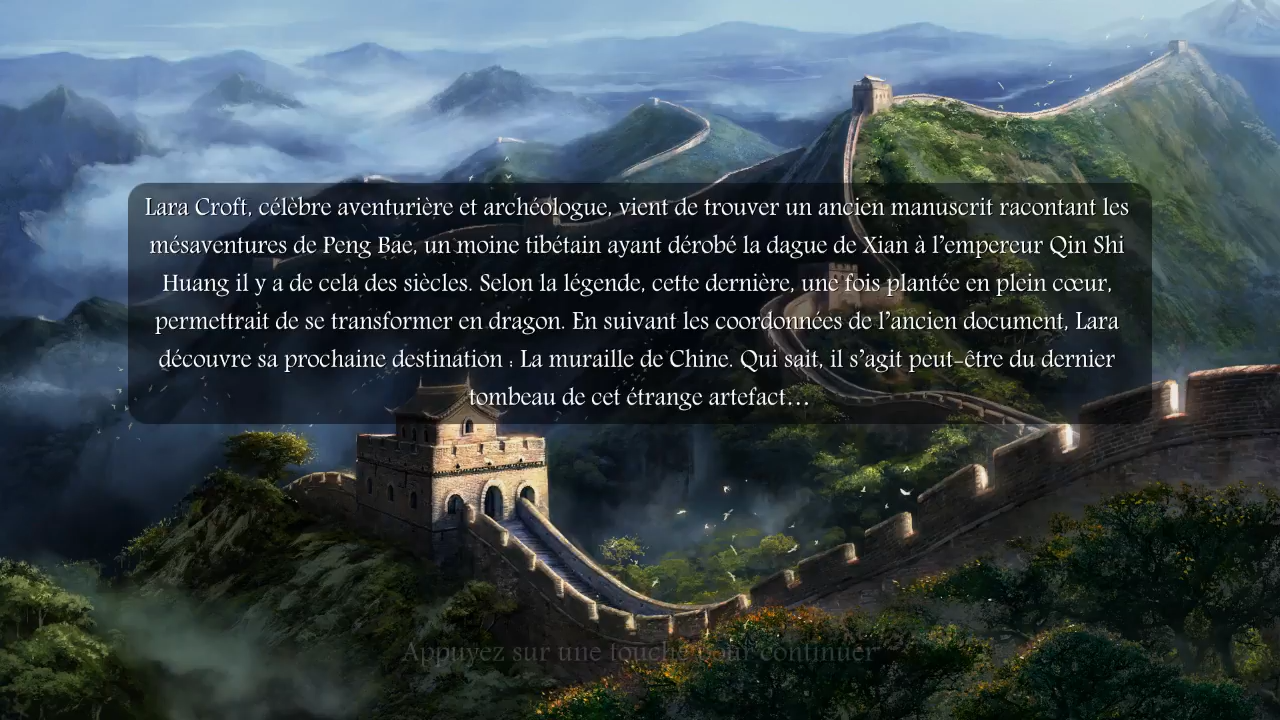 Lara Croft, célèbre aventurière et archéologue, vient de trouver un ancien manuscrit racontant les
mésaventures de Peng Bae, un moine tibétain ayant dérobé la dague de Xian à l’empereur Qin Shi
Huang il y a de cela des siècles. Selon la légende, cette dernière, une fois plantée en plein cœur,
permettrait de se transformer en dragon. En suivant les coordonnées de l’ancien document, Lara
découvre sa prochaine destination : La muraille de Chine. Qui sait, il s’agit peut-être du dernier
tombeau de cet étrange artefact…
Appuyez sur une touche pour continuer